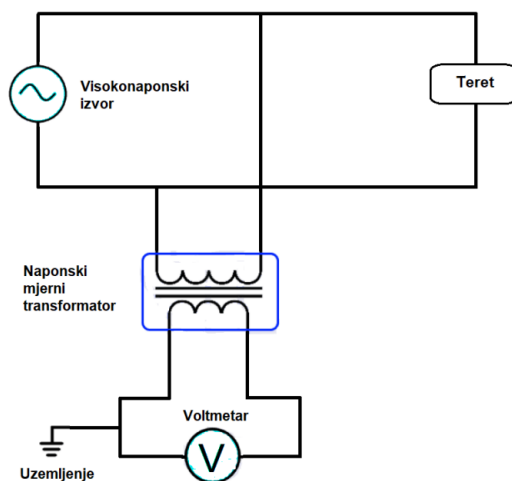 Visokonaponski
izvor
Teret
Naponski
mjerni
transformator
Voltmetar
V
Uzemljenje